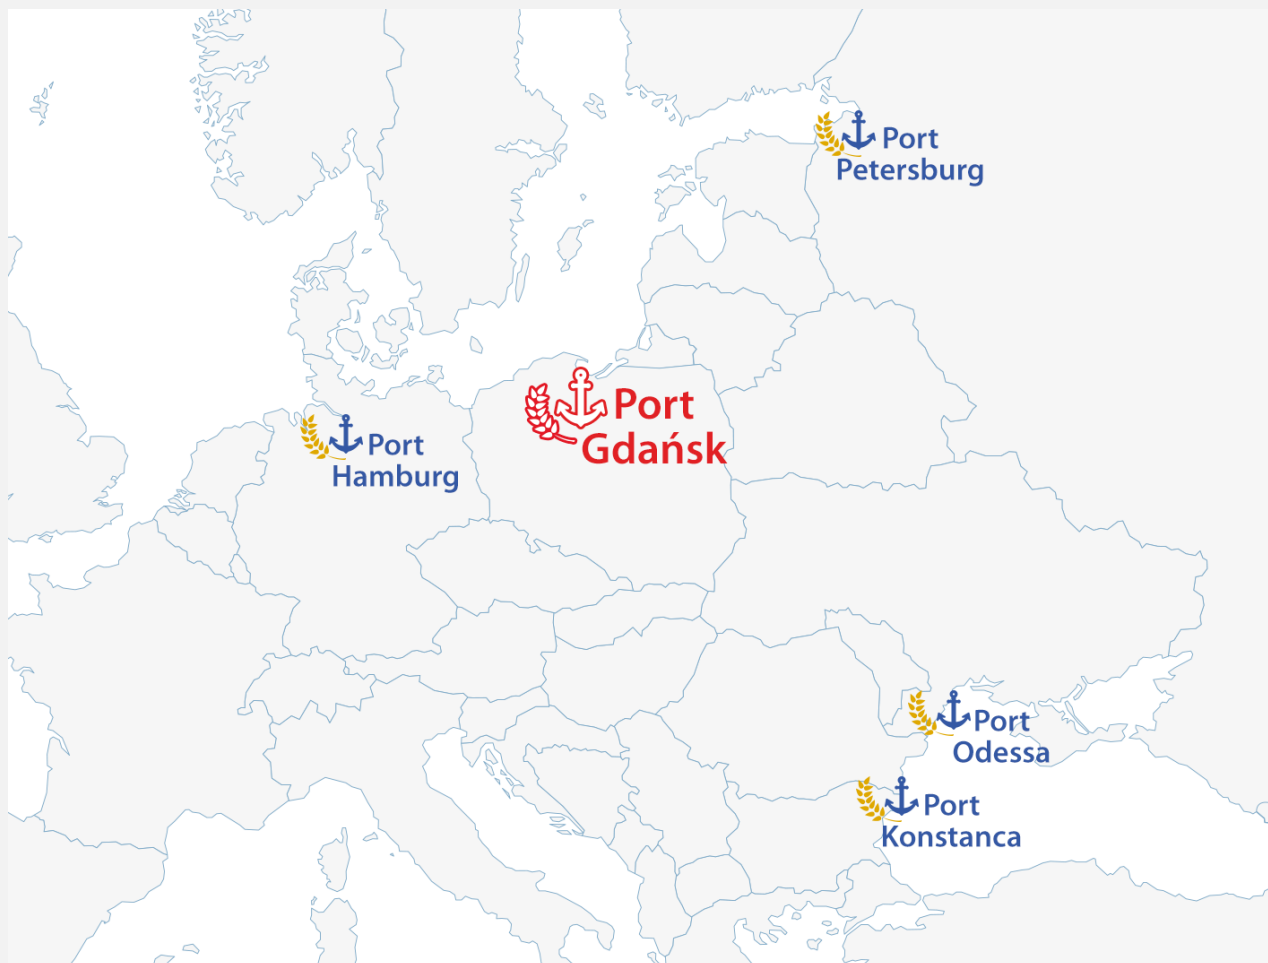 Port
Petersburg
Port
Gdańsk
Port
Hamburg
Port
Odessa
Port
Konstanca